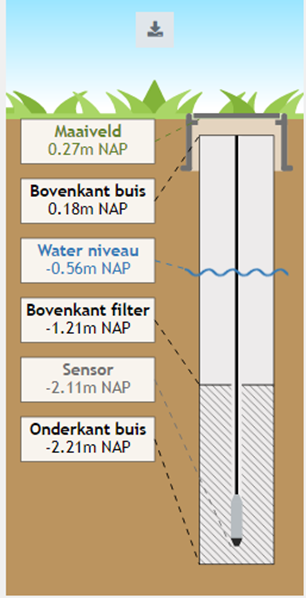 Maaiveld
0.27m NAP
Bovenkant buis
0.18m NAP
Water niveau
-0.56m NAP
Bovenkant filter
-1.21m NAP
Sensor
-2.11m NAP
Onderkant buis
-2.21m NAP